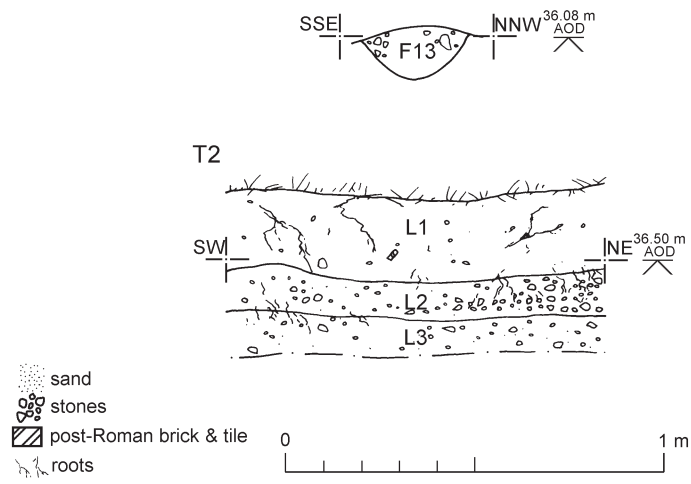 SSE NNW 36.08 m
AOD
F13
T2
L1
SW NE 36.50 m
AOD
L2
L3
sand
stones
post-Roman brick & tile
roots
0 1 m